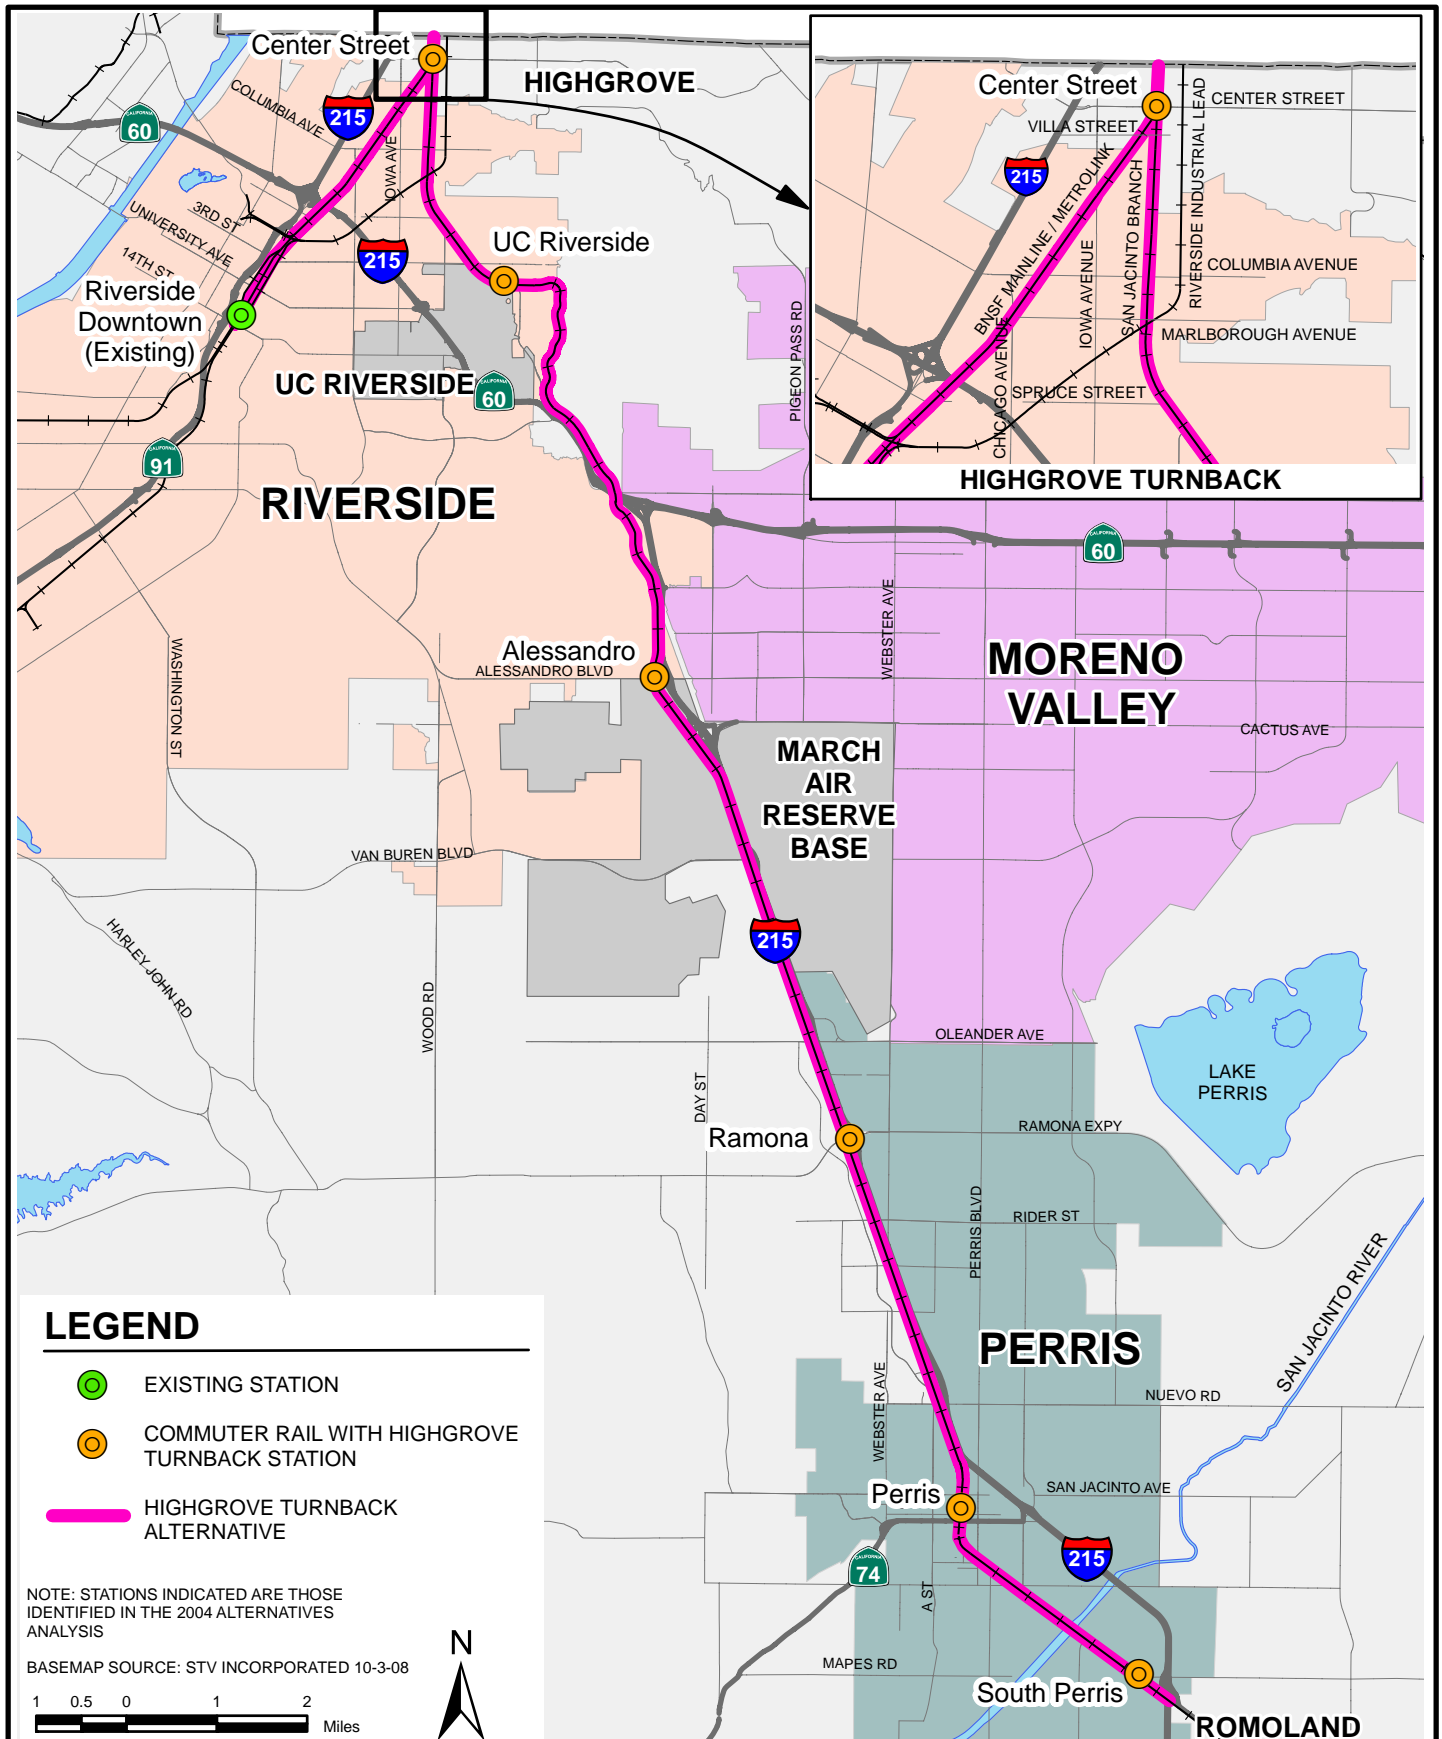 Center Street
HIGHGROVE
COLUMBIA AVE
215
CALIFORNIA
60
IOWA AVE
3RD ST
UNIVERSITY AVE
14TH ST
215
UC Riverside
Riverside
Downtown
(Existing)
UC RIVERSIDE
CALIFORNIA
60
CALIFORNIA
91
RIVERSIDE
PIGEON PASS RD
Center Street
CENTER STREET
VILLA STREET
215
BNSF MAINLINE / METROLINK
SAN JACINTO BRANCH
RIVERSIDE INDUSTRIAL LEAD
IOWA AVENUE
COLUMBIA AVENUE
MARLBOROUGH AVENUE
CHICAGO AVENUE
SPRUCE STREET
HIGHGROVE TURNBACK
CALIFORNIA
60
WEBSTER AVE
Alessandro
ALESSANDRO BLVD
MORENO
VALLEY
WASHINGTON ST
CACTUS AVE
MARCH
AIR
RESERVE
BASE
VAN BUREN BLVD
HARLEY JOHN RD
215
WOOD RD
OLEANDER AVE
LAKE
PERRIS
DAY ST
Ramona
RAMONA EXPY
PERRIS BLVD
RIDER ST
SAN JACINTO RIVER
PERRIS
NUEVO RD
WEBSTER AVE
Perris
SAN JACINTO AVE
215
CALIFORNIA
74
A ST
MAPES RD
South Perris
ROMOLAND
LEGEND
EXISTING STATION
COMMUTER RAIL WITH HIGHGROVE
TURNBACK STATION
HIGHGROVE TURNBACK
ALTERNATIVE
NOTE: STATIONS INDICATED ARE THOSE
IDENTIFIED IN THE 2004 ALTERNATIVES
ANALYSIS
BASEMAP SOURCE: STV INCORPORATED 10-3-08
1 0.5 0 1 2
Miles
N